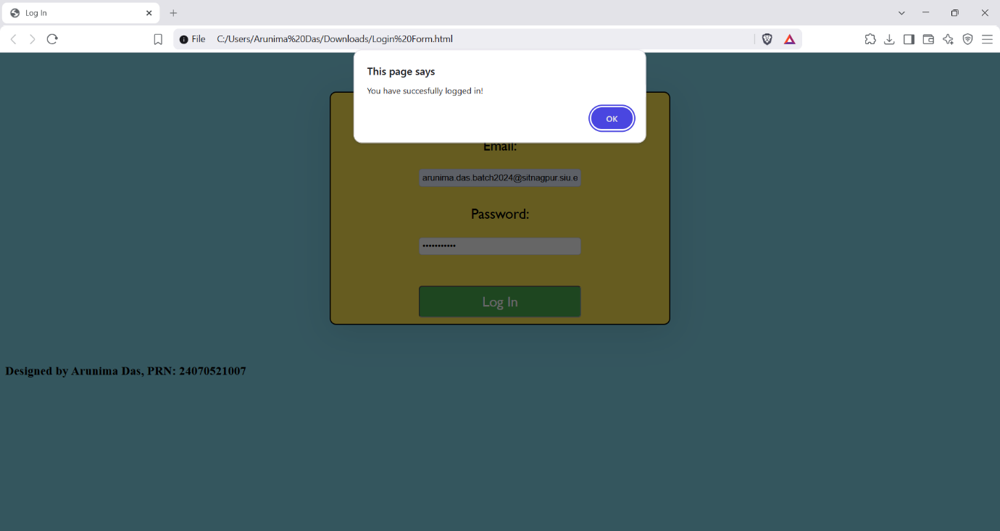 Log In
File C:/Users/Arunima%20Das/Downloads/Login%20Form.html
This page says
You have succesfully logged in!
OK
Email:
arunima.das.batch2024@sitnagpur.siu.e
Password:
•••••••••••
Log In
Designed by Arunima Das, PRN: 24070521007